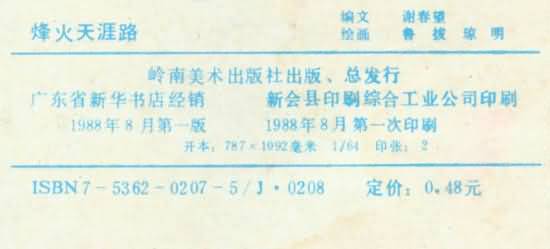 烽火天涯路
编文 谢春望
绘画 鲁拔 琼明
岭南美术出版社出版、总发行
广东省新华书店经销 新会县印刷综合工业公司印刷
1988年8月第一版 1988年8月第一次印刷
开本：787×1092毫米 1/64 印张：2
ISBN7-5362-0207-5/J·0208 定价：0.48元